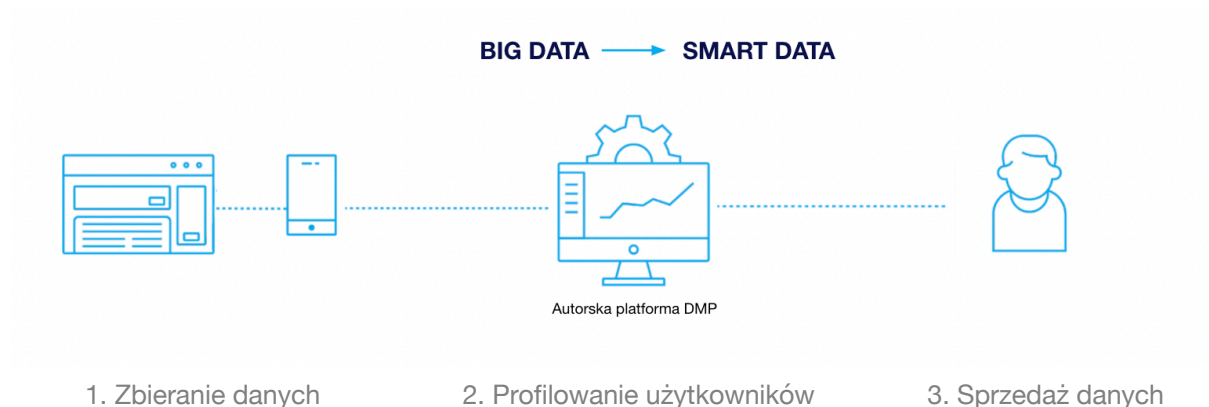 BIG DATA → SMART DATA
Autorska platforma DMP
1. Zbieranie danych
2. Profilowanie użytkowników
3. Sprzedaż danych